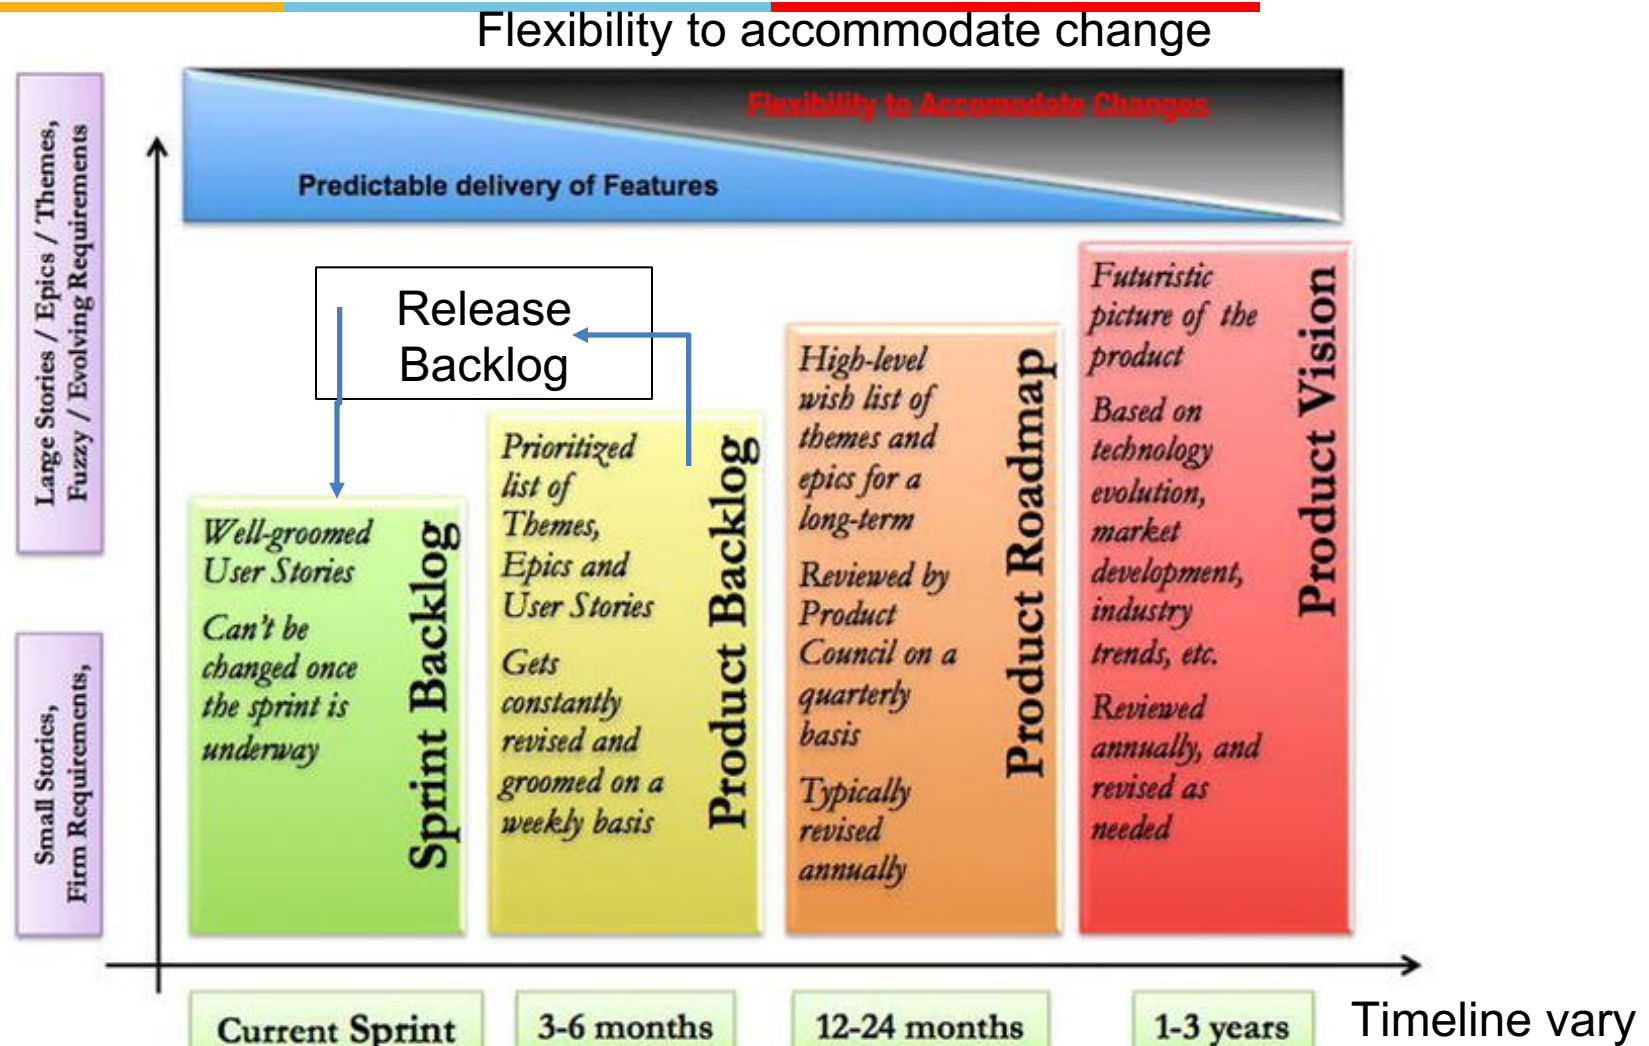 Flexibility to accommodate change
Flexibility to Accomodate Changes
Predictable delivery of Features
Large Stories / Epics / Themes,
Fuzzy / Evolving Requirements
Small Stories,
Firm Requirements,
Release
Backlog
Well-groomed
User Stories
Can't be
changed once
the sprint is
underway
Sprint Backlog
Prioritized
list of
Themes,
Epics and
User Stories
Gets
constantly
revised and
groomed on a
weekly basis
Product Backlog
High-level
wish list of
themes and
epics for a
long-term
Reviewed by
Product
Council on a
quarterly
basis
Typically
revised
annually
Product Roadmap
Futuristic
picture of the
product
Based on
technology
evolution,
market
development,
industry
trends, etc.
Reviewed
annually, and
revised as
needed
Product Vision
Current Sprint
3-6 months
12-24 months
1-3 years
Timeline vary